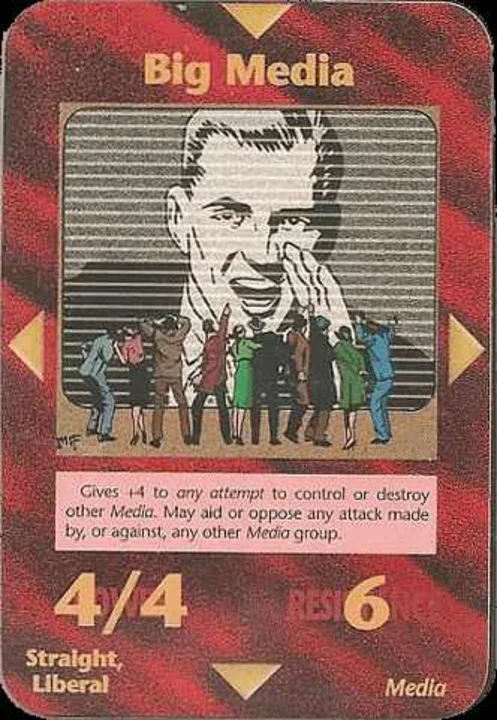 Big Media
MF
Gives +4 to any attempt to control or destroy
other Media. May aid or oppose any attack made
by, or against, any other Media group.
4/4
6
Straight,
Liberal
Media